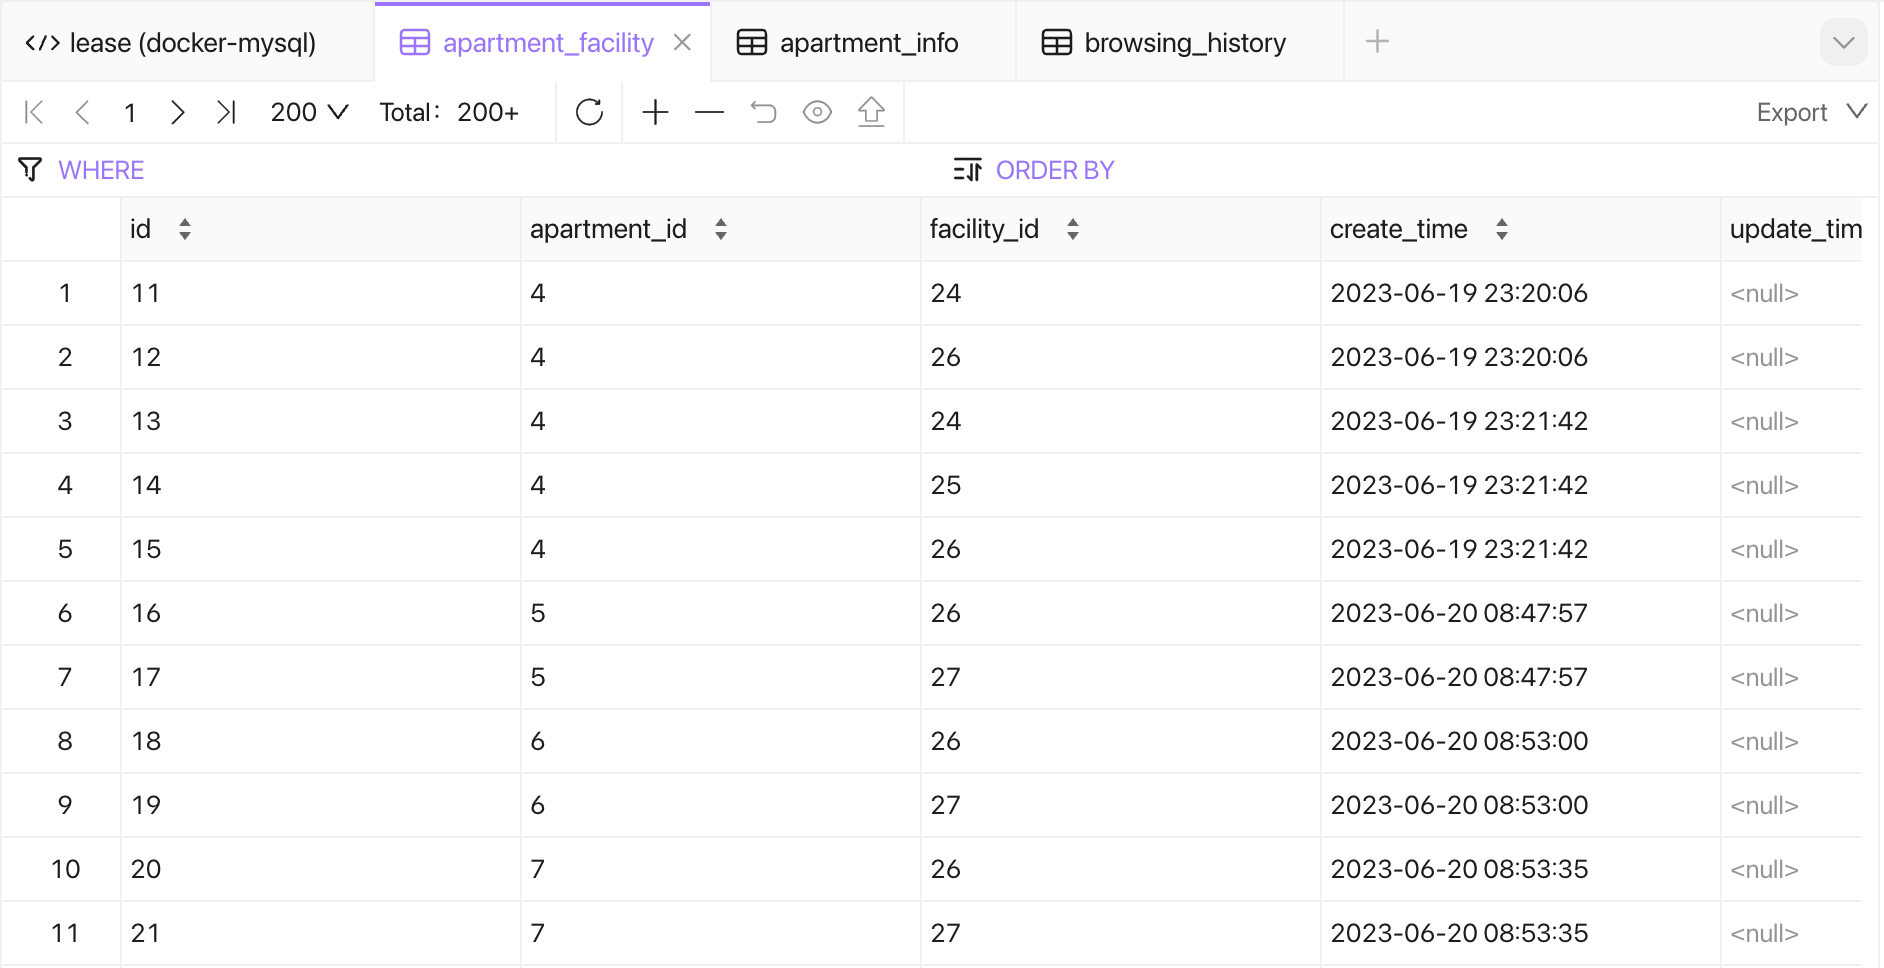 </> lease (docker-mysql) apartment_facility apartment_info browsing_history
1 200 Total: 200+ Export
WHERE ORDER BY
id apartment_id facility_id create_time update_tim
1 11 4 24 2023-06-19 23:20:06 <null>
2 12 4 26 2023-06-19 23:20:06 <null>
3 13 4 24 2023-06-19 23:21:42 <null>
4 14 4 25 2023-06-19 23:21:42 <null>
5 15 4 26 2023-06-19 23:21:42 <null>
6 16 5 26 2023-06-20 08:47:57 <null>
7 17 5 27 2023-06-20 08:47:57 <null>
8 18 6 26 2023-06-20 08:53:00 <null>
9 19 6 27 2023-06-20 08:53:00 <null>
10 20 7 26 2023-06-20 08:53:35 <null>
11 21 7 27 2023-06-20 08:53:35 <null>